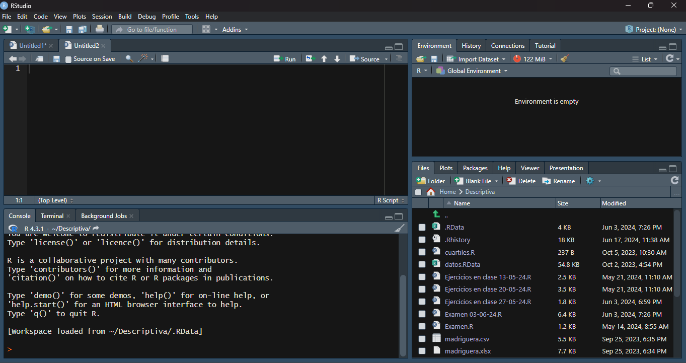 RStudio
File Edit Code View Plots Session Build Debug Profile Tools Help
Go to file/function Addins Project: (None)
Untitled1* Untitled2
Source on Save Run Source
1
1:1 (Top Level) R Script
Console Terminal Background Jobs
R 4.3.1 · ~/Descriptiva/
You are welcome to redistribute it under certain conditions.
Type 'license()' or 'licence()' for distribution details.
R is a collaborative project with many contributors.
Type 'contributors()' for more information and
'citation()' on how to cite R or R packages in publications.
Type 'demo()' for some demos, 'help()' for on-line help, or
'help.start()' for an HTML browser interface to help.
Type 'q()' to quit R.
[Workspace loaded from ~/Descriptiva/.RData]
>
Environment History Connections Tutorial
Import Dataset 122 MiB List
R Global Environment
Environment is empty
Files Plots Packages Help Viewer Presentation
Folder Blank File Delete Rename
Home Descriptiva
Name Size Modified
..
.RData 4 KB Jun 3, 2024, 7:26 PM
.Rhistory 18 KB Jun 17, 2024, 11:38 AM
cuartiles.R 237 B Oct 5, 2023, 10:30 AM
datos.RData 54.8 KB Oct 2, 2023, 4:54 PM
Ejercicios en clase 13-05-24.R 2.5 KB May 21, 2024, 11:10 AM
Ejercicios en clase 20-05-24.R 3.5 KB May 21, 2024, 11:10 AM
Ejercicios en clase 27-05-24.R 1.8 KB Jun 3, 2024, 6:59 PM
Examen 03-06-24.R 6.4 KB Jun 3, 2024, 7:26 PM
Examen.R 1.2 KB May 14, 2024, 8:55 AM
madriguera.csv 5.5 KB Sep 25, 2023, 6:35 PM
madriguera.xlsx 7.7 KB Sep 25, 2023, 6:34 PM